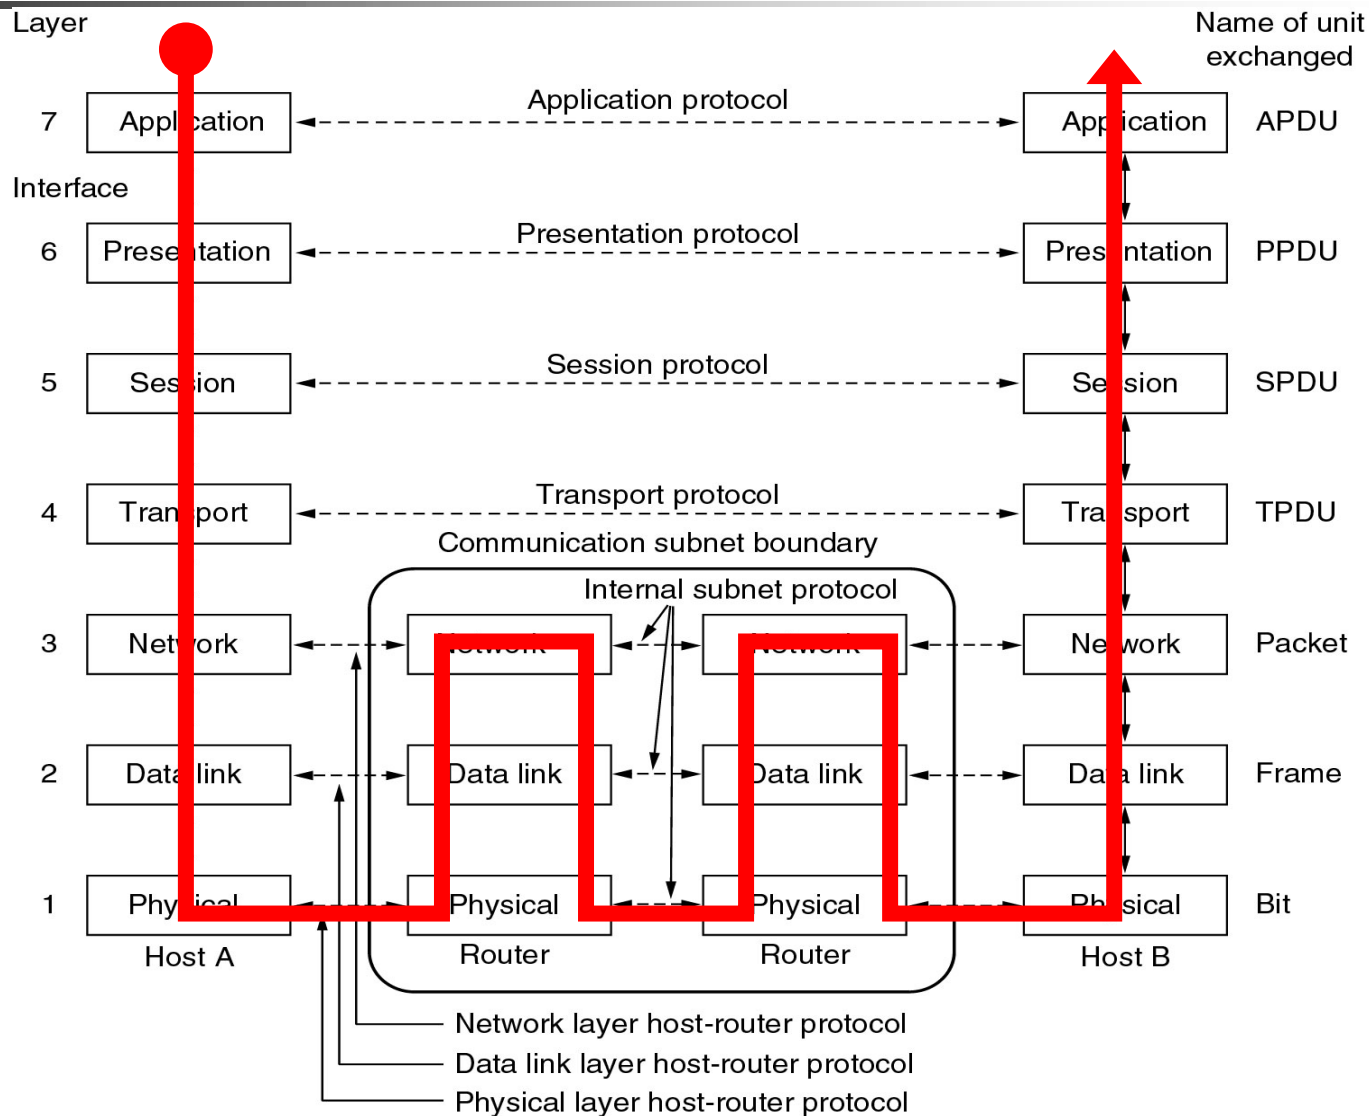 Layer
Name of unit
exchanged
7 Application Application protocol Application APDU
Interface
6 Presentation Presentation protocol Presentation PPDU
5 Session Session protocol Session SPDU
4 Transport Transport protocol Transport TPDU
Communication subnet boundary
Internal subnet protocol
3 Network Network Network Network Packet
2 Data link Data link Data link Data link Frame
1 Physical Physical Physical Physical Bit
Host A Router Router Host B
Network layer host-router protocol
Data link layer host-router protocol
Physical layer host-router protocol